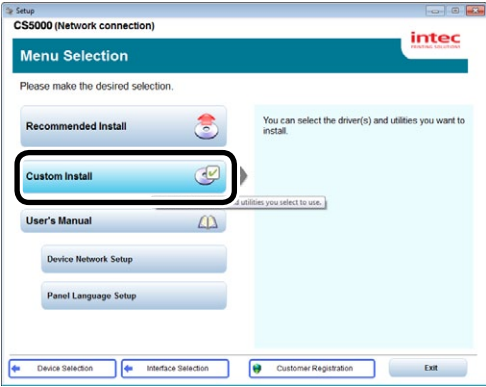 Setup
CS5000 (Network connection)
intec
PRINTING SOLUTIONS
Menu Selection
Please make the desired selection.
Recommended Install
You can select the driver(s) and utilities you want to
install.
Custom Install
d utilities you select to use.
User's Manual
Device Network Setup
Panel Language Setup
Device Selection
Interface Selection
Customer Registration
Exit